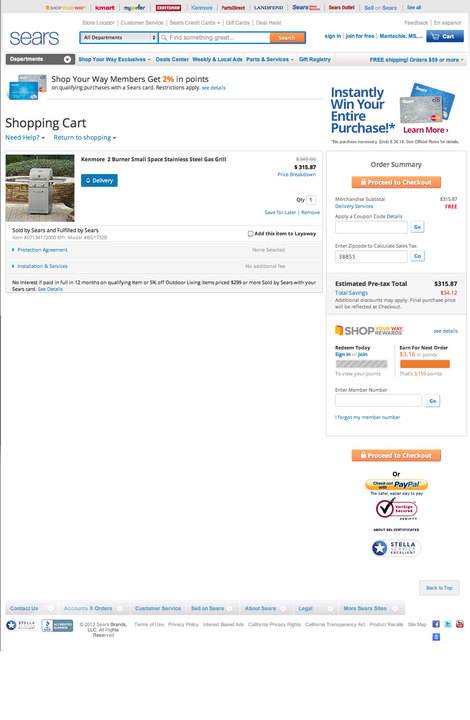 SHOPYOURWAY
kmart
mygofer
CRAFTSMAN
Kenmore
PartsDirect
LANDS'END
Sears
Sears Outlet
Sell on Sears
Store Locator
Customer Service
Sears Credit Cards
Gift Cards
Deal Heist
Feedback
En español
sears
All Departments
Find something great...
Search
sign in | join for free
Mantachie, MS, ...
Cart
Departments
Shop Your Way Exclusives
Deals Center
Weekly & Local Ads
Parts & Services
Gift Registry
FREE shipping! Orders $59 or more
Shop Your Way Members Get 2% in points
on qualifying purchases with a Sears card. Restrictions apply. see details
Instantly
Win Your
Entire
Purchase!*
citi
Learn More ›
*No purchase necessary. Ends 6.30.14. See Official Rules for details.
Shopping Cart
Need Help?
Return to shopping
Kenmore 2 Burner Small Space Stainless Steel Gas Grill
$349.99
$ 315.87
Price Breakdown
Delivery
Qty 1
Save for Later | Remove
Sold by Sears and Fulfilled by Sears
Item #07134172000 Mfr. Model #BG1732B
Add this item to Layaway
Protection Agreement
None Selected
Installation & Services
No additional fee
No Interest if paid in full in 12 months on qualifying item or 5% off Outdoor Living items priced $299 or more Sold by Sears with your
Sears card. See Details
Order Summary
Proceed to Checkout
Merchandise Subtotal $315.87
Delivery Services FREE
Apply a Coupon Code Details
Go
Enter Zipcode to Calculate Sales Tax
38855
Go
Estimated Pre-tax Total $315.87
Total Savings $34.12
Additional discounts may apply. Final purchase price
will be reflected at Checkout.
SHOP YOUR WAY
REWARDS
see details
Redeem Today
Sign in or Join
To view your points
Earn For Next Order
$3.16 in points
That's 3,159 points
Enter Member Number
Go
I forgot my member number
Proceed to Checkout
Or
Check out
with PayPal
The safer, easier way to pay
VeriSign
Secured
VERIFY
ABOUT SSL CERTIFICATES
STELLA
SERVICE
EXCELLENT
Back to Top
Contact Us
Accounts & Orders
Customer Service
Sell on Sears
About Sears
Legal
More Sears Sites
STELLA
ACCREDITED
BUSINESS
© 2013 Sears Brands,
LLC. All Rights
Reserved
Terms of Use
Privacy Policy
Interest Based Ads
California Privacy Rights
California Transparency Act
Product Recalls
Site Map